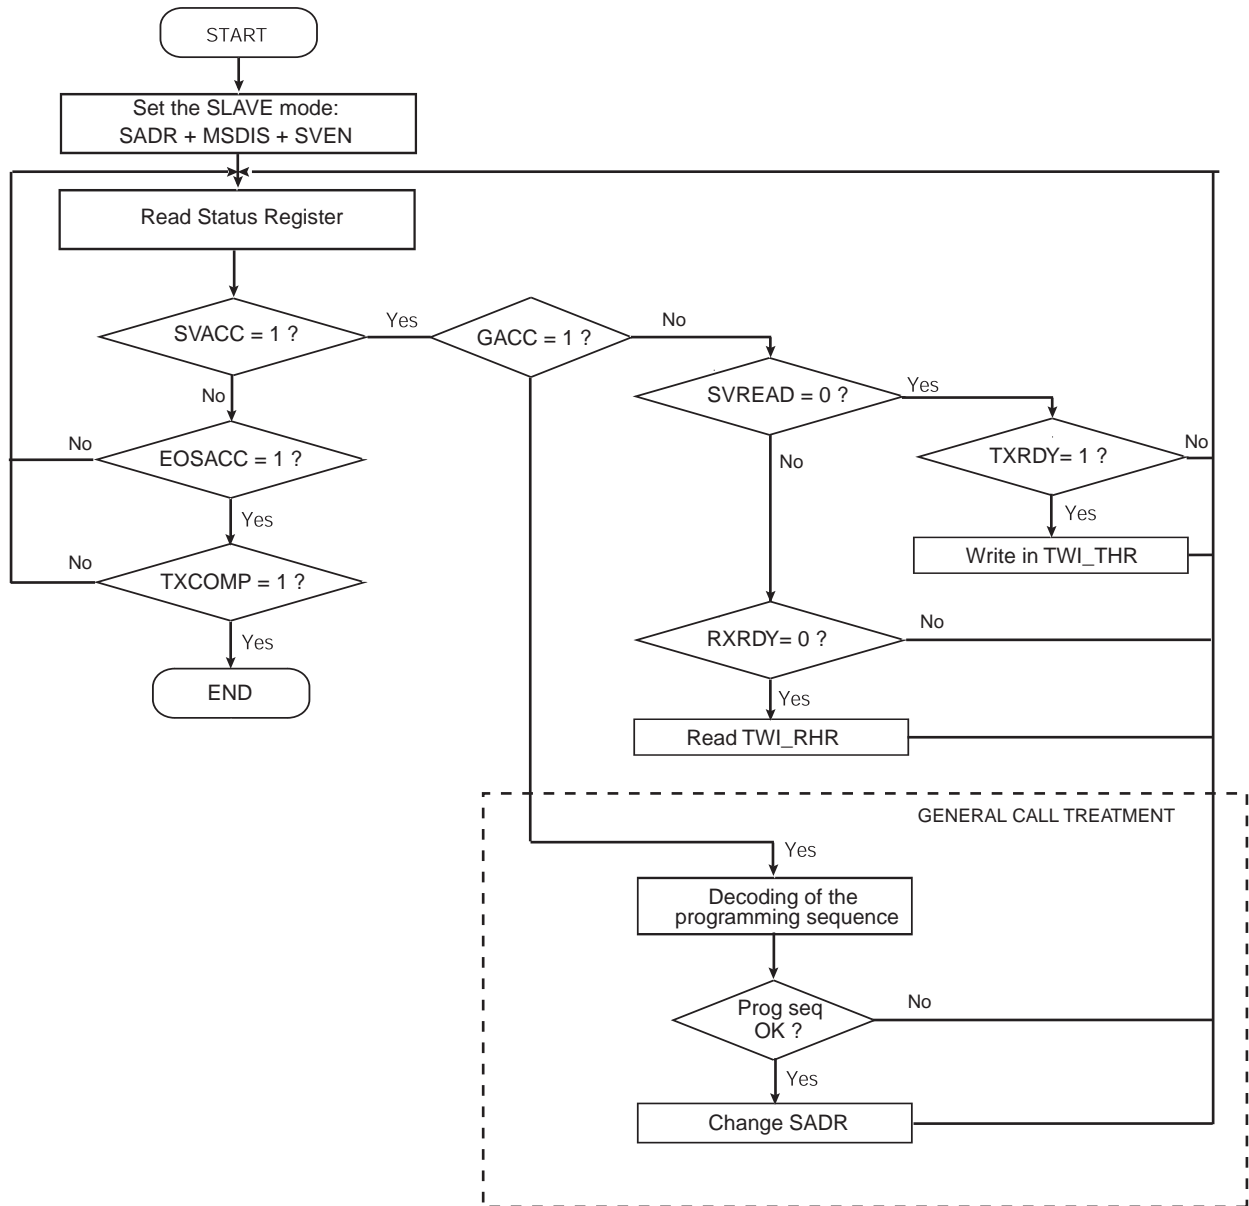 START
Set the SLAVE mode:
SADR + MSDIS + SVEN
Read Status Register
SVACC = 1 ?
Yes
GACC = 1 ?
No
SVREAD = 0 ?
Yes
No
No
EOSACC = 1 ?
No
TXRDY= 1 ?
No
Yes
Yes
Write in TWI_THR
No
TXCOMP = 1 ?
Yes
RXRDY= 0 ?
No
END
Yes
Read TWI_RHR
GENERAL CALL TREATMENT
Yes
Decoding of the
programming sequence
Prog seq
OK ?
No
Yes
Change SADR